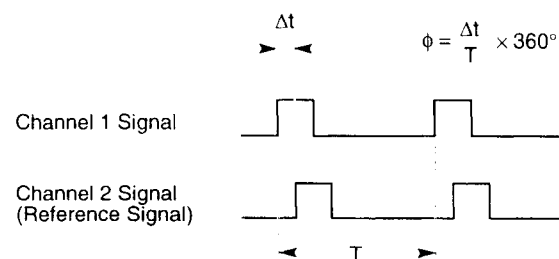 Δt
ϕ = Δt/T × 360°
Channel 1 Signal
Channel 2 Signal
(Reference Signal)
T